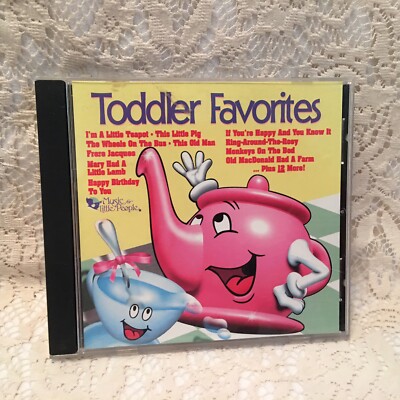 Toddler Favorites
I'm A Little Teapot • This Little Pig
The Wheels On The Bus • This Old Man
Frere Jacques
Mary Had A
Little Lamb
Happy Birthday
To You
Music for
Little People
If You're Happy And You Know It
Ring-Around-The-Rosy
Monkeys On The Bed
Old MacDonald Had A Farm
... Plus 12 More!